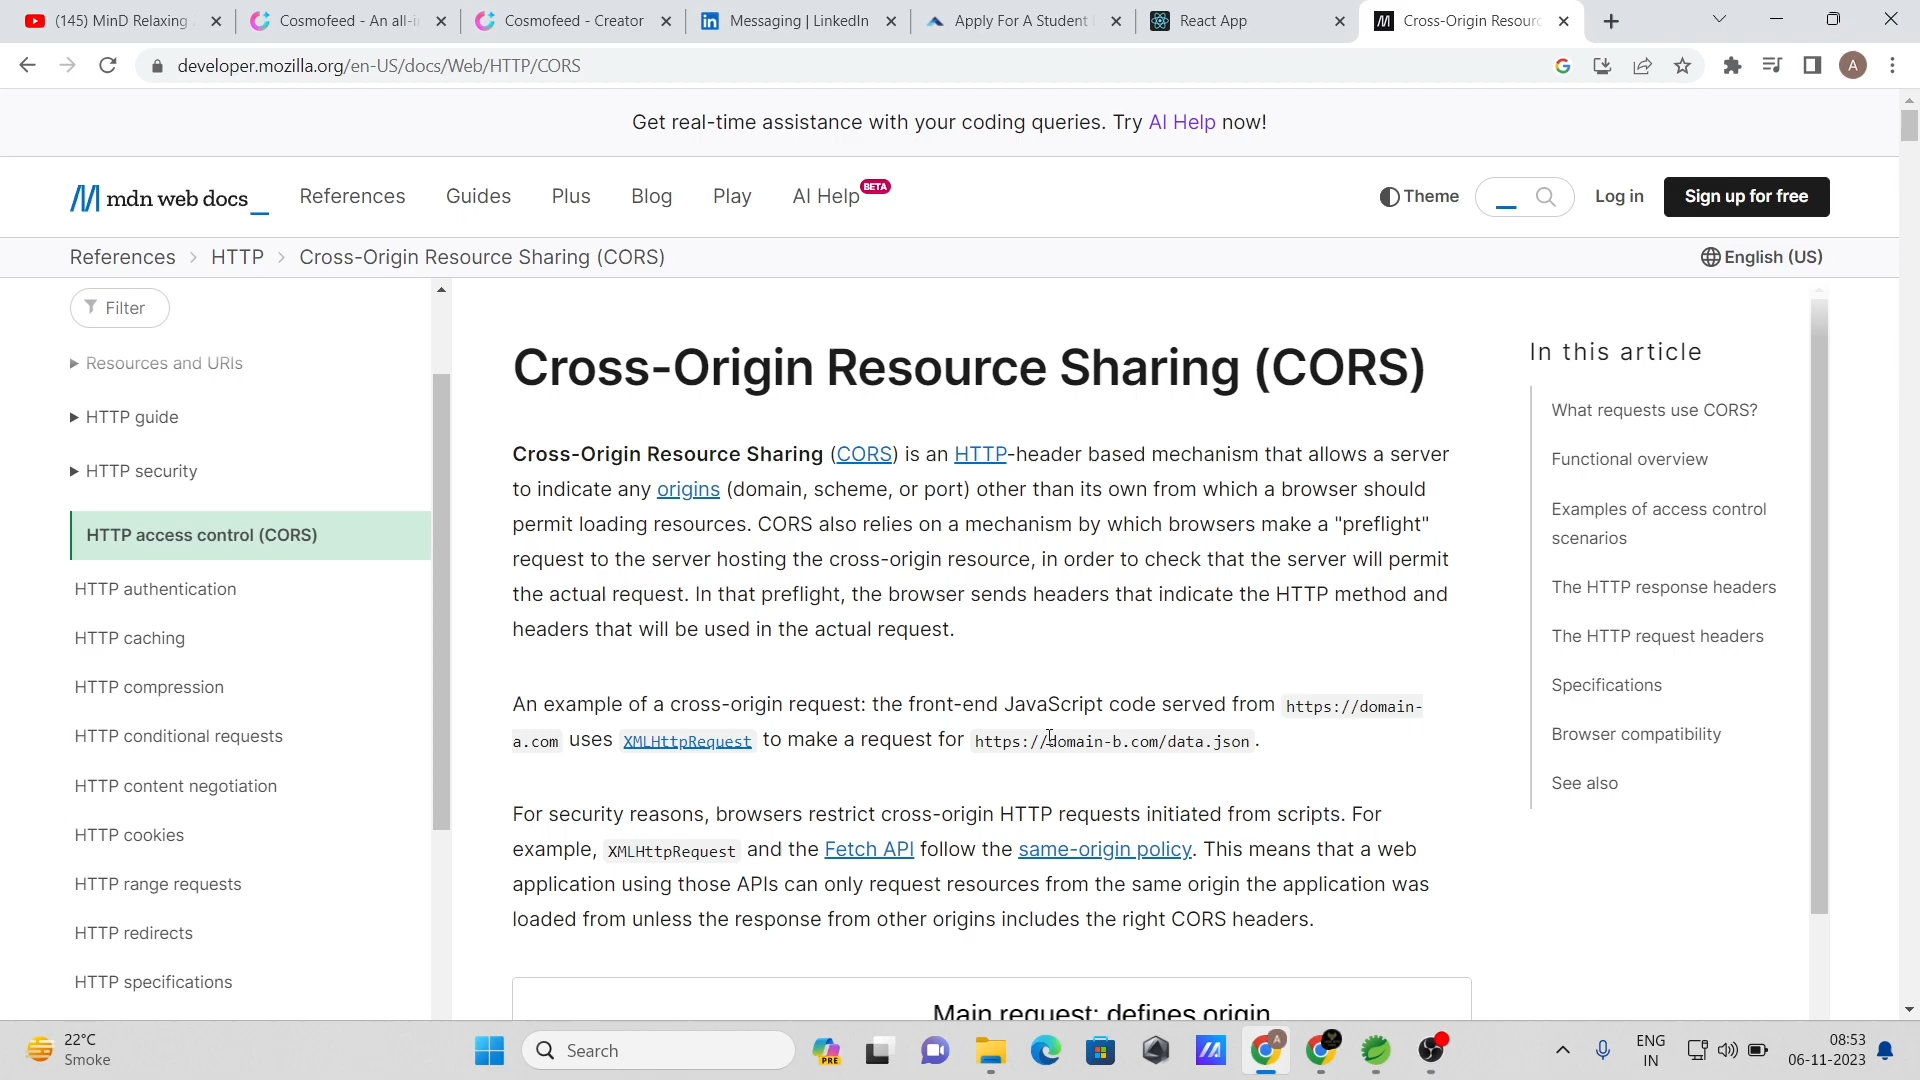 (145) MinD Relaxing
Cosmofeed - An all-i
Cosmofeed - Creator
Messaging | LinkedIn
Apply For A Student
React App
Cross-Origin Resourc
developer.mozilla.org/en-US/docs/Web/HTTP/CORS
A
Get real-time assistance with your coding queries. Try AI Help now!
mdn web docs_
References
Guides
Plus
Blog
Play
AI Help BETA
Theme
Log in
Sign up for free
References > HTTP > Cross-Origin Resource Sharing (CORS)
English (US)
Filter
Resources and URIs
HTTP guide
HTTP security
HTTP access control (CORS)
HTTP authentication
HTTP caching
HTTP compression
HTTP conditional requests
HTTP content negotiation
HTTP cookies
HTTP range requests
HTTP redirects
HTTP specifications
Cross-Origin Resource Sharing (CORS)
Cross-Origin Resource Sharing (CORS) is an HTTP-header based mechanism that allows a server
to indicate any origins (domain, scheme, or port) other than its own from which a browser should
permit loading resources. CORS also relies on a mechanism by which browsers make a "preflight"
request to the server hosting the cross-origin resource, in order to check that the server will permit
the actual request. In that preflight, the browser sends headers that indicate the HTTP method and
headers that will be used in the actual request.
An example of a cross-origin request: the front-end JavaScript code served from https://domain-
a.com uses XMLHttpRequest to make a request for https://domain-b.com/data.json.
For security reasons, browsers restrict cross-origin HTTP requests initiated from scripts. For
example, XMLHttpRequest and the Fetch API follow the same-origin policy. This means that a web
application using those APIs can only request resources from the same origin the application was
loaded from unless the response from other origins includes the right CORS headers.
Main request: defines origin
In this article
What requests use CORS?
Functional overview
Examples of access control
scenarios
The HTTP response headers
The HTTP request headers
Specifications
Browser compatibility
See also
22°C
Smoke
Search
PRE
A
ENG
IN
08:53
06-11-2023